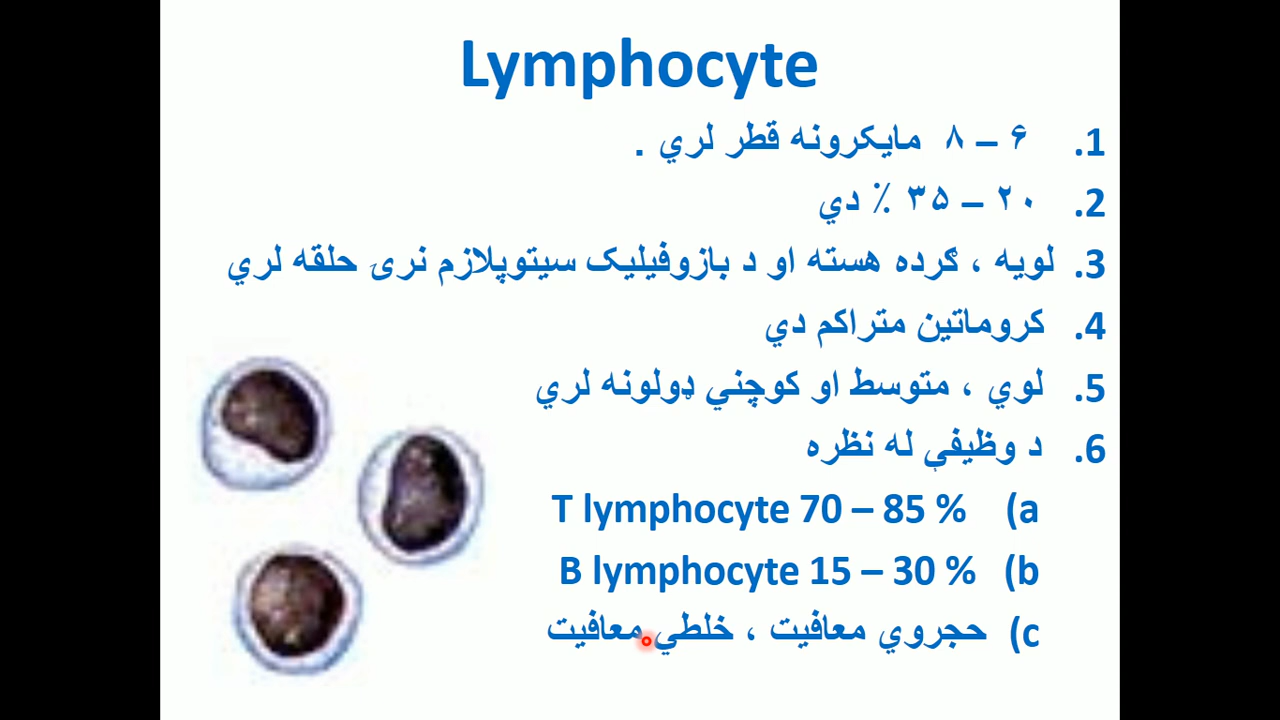 Lymphocyte
1. ۶ – ۸ مایکرونه قطر لري .
2. ۲۰ – ۳۵ ٪ دي
3. لویه ، ګرده هسته او د بازوفیلیک سیتوپلازم نرۍ حلقه لري
4. کروماتین متراکم دي
5. لوي ، متوسط او کوچني ډولونه لري
6. د وظیفې له نظره
a) T lymphocyte 70 – 85 %
b) B lymphocyte 15 – 30 %
c) حجروي معافیت ، خلطي معافیت